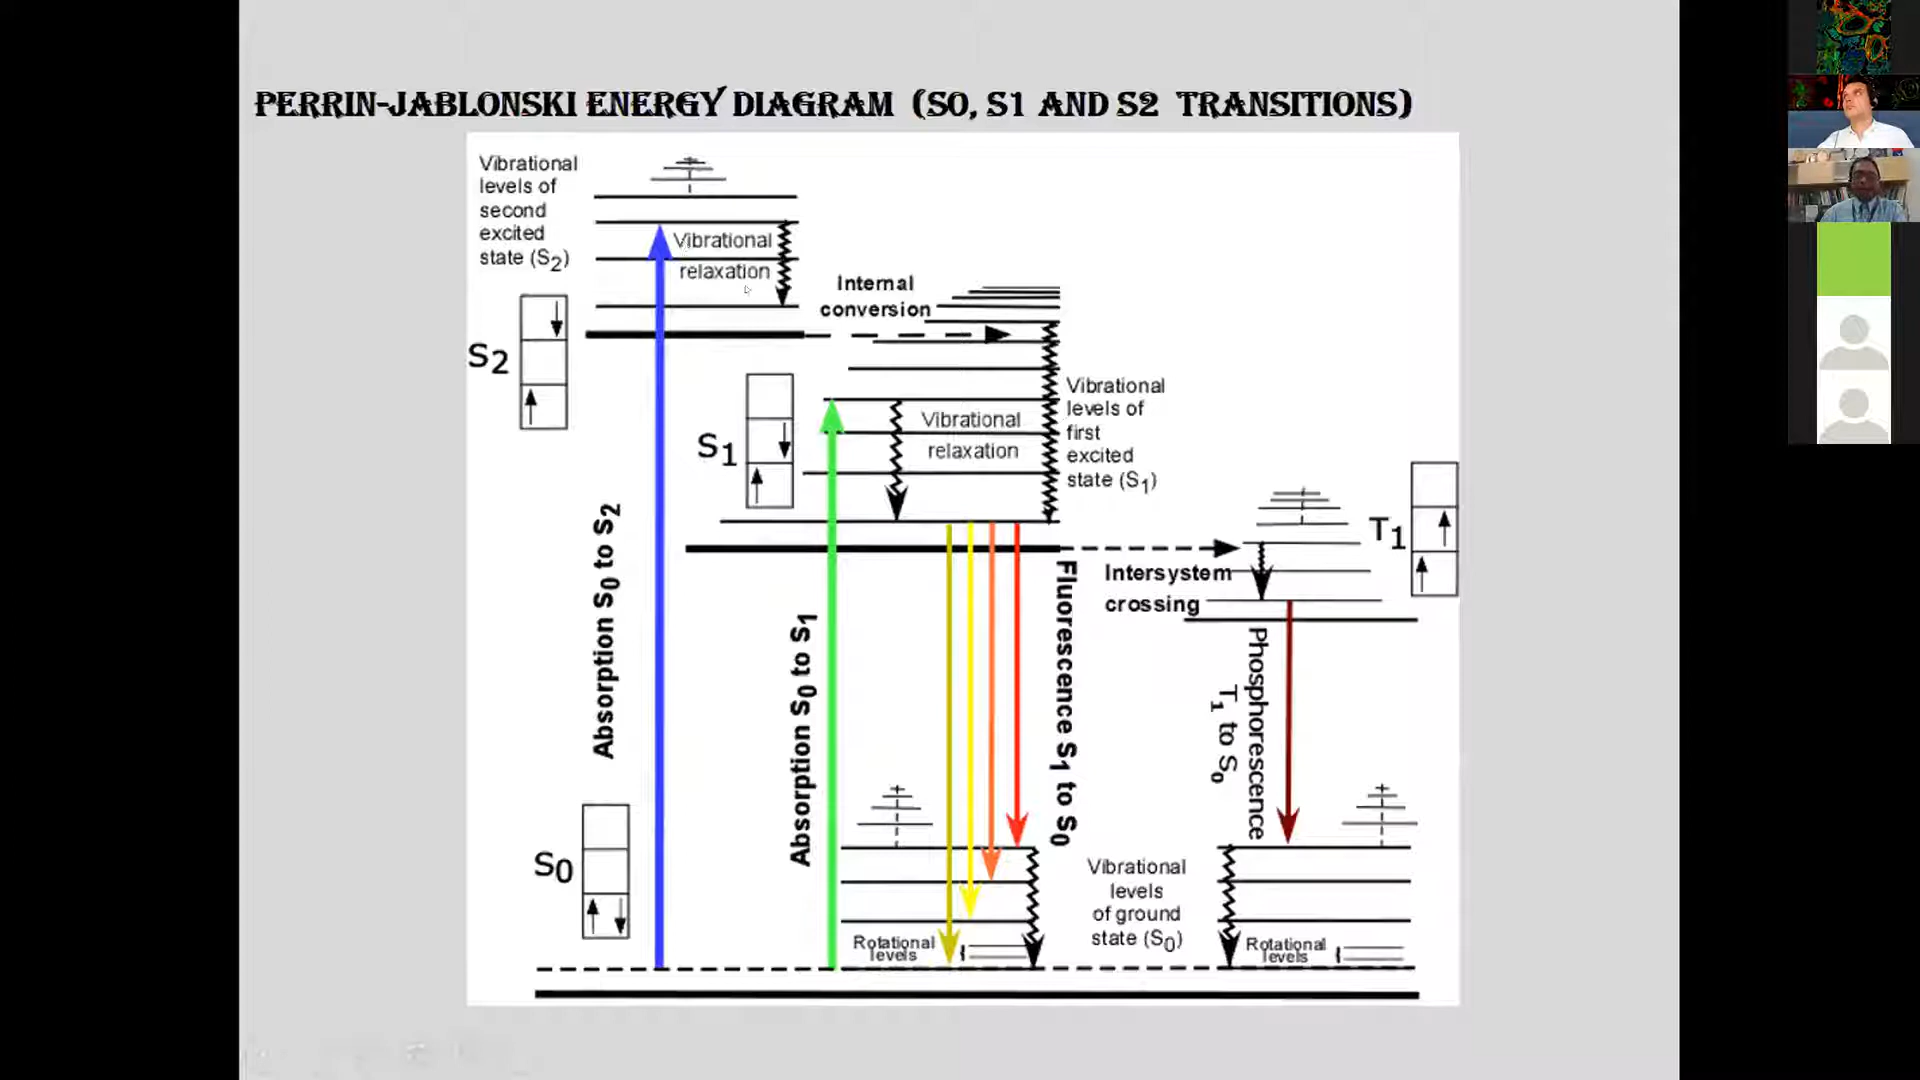 PERRIN-JABLONSKI ENERGY DIAGRAM (S0, S1 AND S2 TRANSITIONS)
Vibrational
levels of
second
excited
state (S2)
Vibrational
relaxation
Internal
conversion
S2
S1
Vibrational
relaxation
Vibrational
levels of
first
excited
state (S1)
T1
Intersystem
crossing
Absorption S0 to S2
Absorption S0 to S1
Fluorescence S1 to S0
Phosphorescence
T1 to S0
S0
Vibrational
levels
of ground
state (S0)
Rotational
levels
Rotational
levels